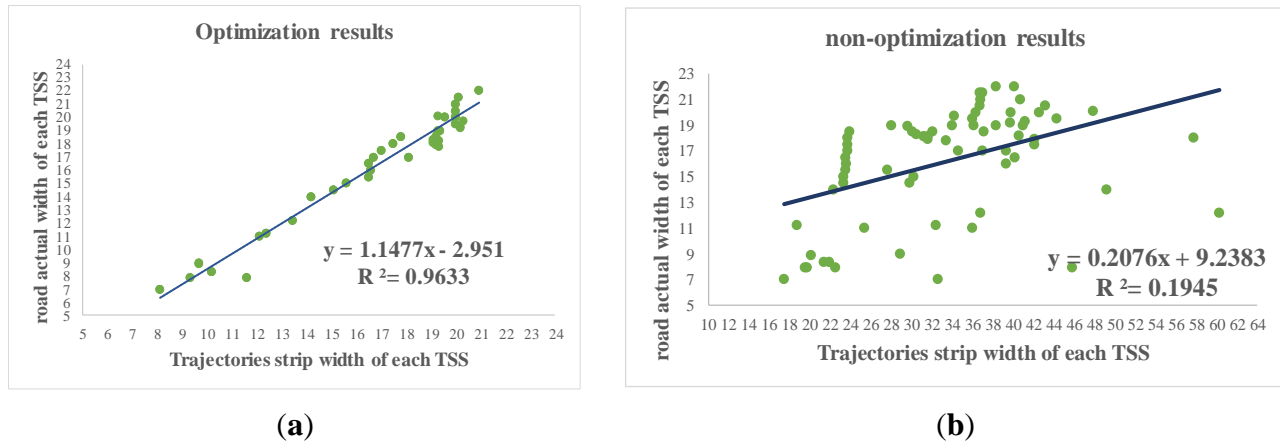 Optimization results
road actual width of each TSS
24
23
22
21
20
19
18
17
16
15
14
13
12
11
10
9
8
7
6
5
y = 1.1477x - 2.951
R ²= 0.9633
5 6 7 8 9 10 11 12 13 14 15 16 17 18 19 20 21 22 23 24
Trajectories strip width of each TSS
(a)
non-optimization results
road actual width of each TSS
23
21
19
17
15
13
11
9
7
5
y = 0.2076x + 9.2383
R ²= 0.1945
10 12 14 16 18 20 22 24 26 28 30 32 34 36 38 40 42 44 46 48 50 52 54 56 58 60 62 64
Trajectories strip width of each TSS
(b)